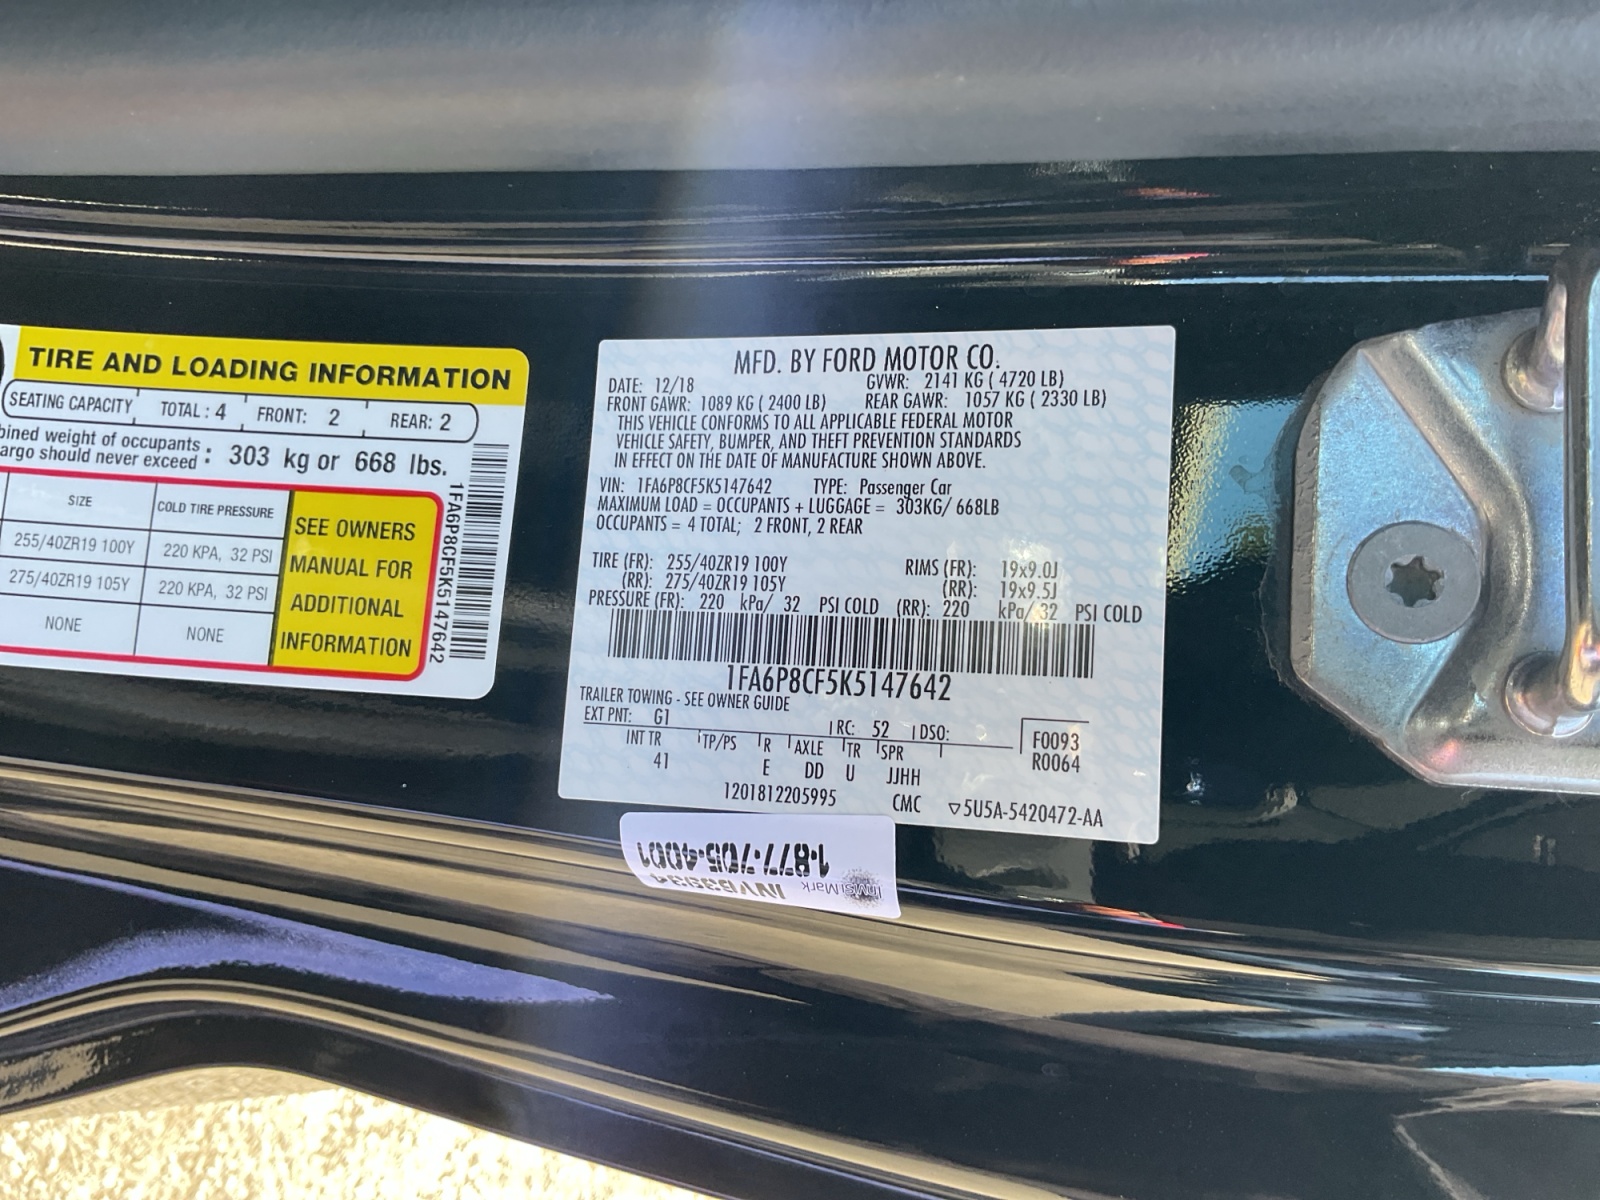 TIRE AND LOADING INFORMATION
SEATING CAPACITY TOTAL : 4 FRONT: 2 REAR: 2
weight of occupants
should never exceed : 303 kg or 668 lbs.
SIZE COLD TIRE PRESSURE
255/40ZR19 100Y 220 KPA, 32 PSI
275/40ZR19 105Y 220 KPA, 32 PSI
NONE NONE
SEE OWNERS
MANUAL FOR
ADDITIONAL
INFORMATION
1FA6P8CF5K5147642
MFD. BY FORD MOTOR CO.
DATE: 12/18 GVWR: 2141 KG ( 4720 LB)
FRONT GAWR: 1089 KG ( 2400 LB) REAR GAWR: 1057 KG ( 2330 LB)
THIS VEHICLE CONFORMS TO ALL APPLICABLE FEDERAL MOTOR
VEHICLE SAFETY, BUMPER, AND THEFT PREVENTION STANDARDS
IN EFFECT ON THE DATE OF MANUFACTURE SHOWN ABOVE.
VIN: 1FA6P8CF5K5147642 TYPE: Passenger Car
MAXIMUM LOAD = OCCUPANTS + LUGGAGE = 303KG/ 668LB
OCCUPANTS = 4 TOTAL; 2 FRONT, 2 REAR
TIRE (FR): 255/40ZR19 100Y RIMS (FR): 19x9.0J
(RR): 275/40ZR19 105Y (RR): 19x9.5J
PRESSURE (FR): 220 kPa/ 32 PSI COLD (RR): 220 kPa/ 32 PSI COLD
1FA6P8CF5K5147642
TRAILER TOWING - SEE OWNER GUIDE
EXT PNT: G1 RC: 52 DSO:
INT TR TP/PS R AXLE TR SPR
41 E DD U JJHH
F0093
R0064
1201812205995 CMC ▽5U5A-5420472-AA
InvisiMark
1-877-705-4001